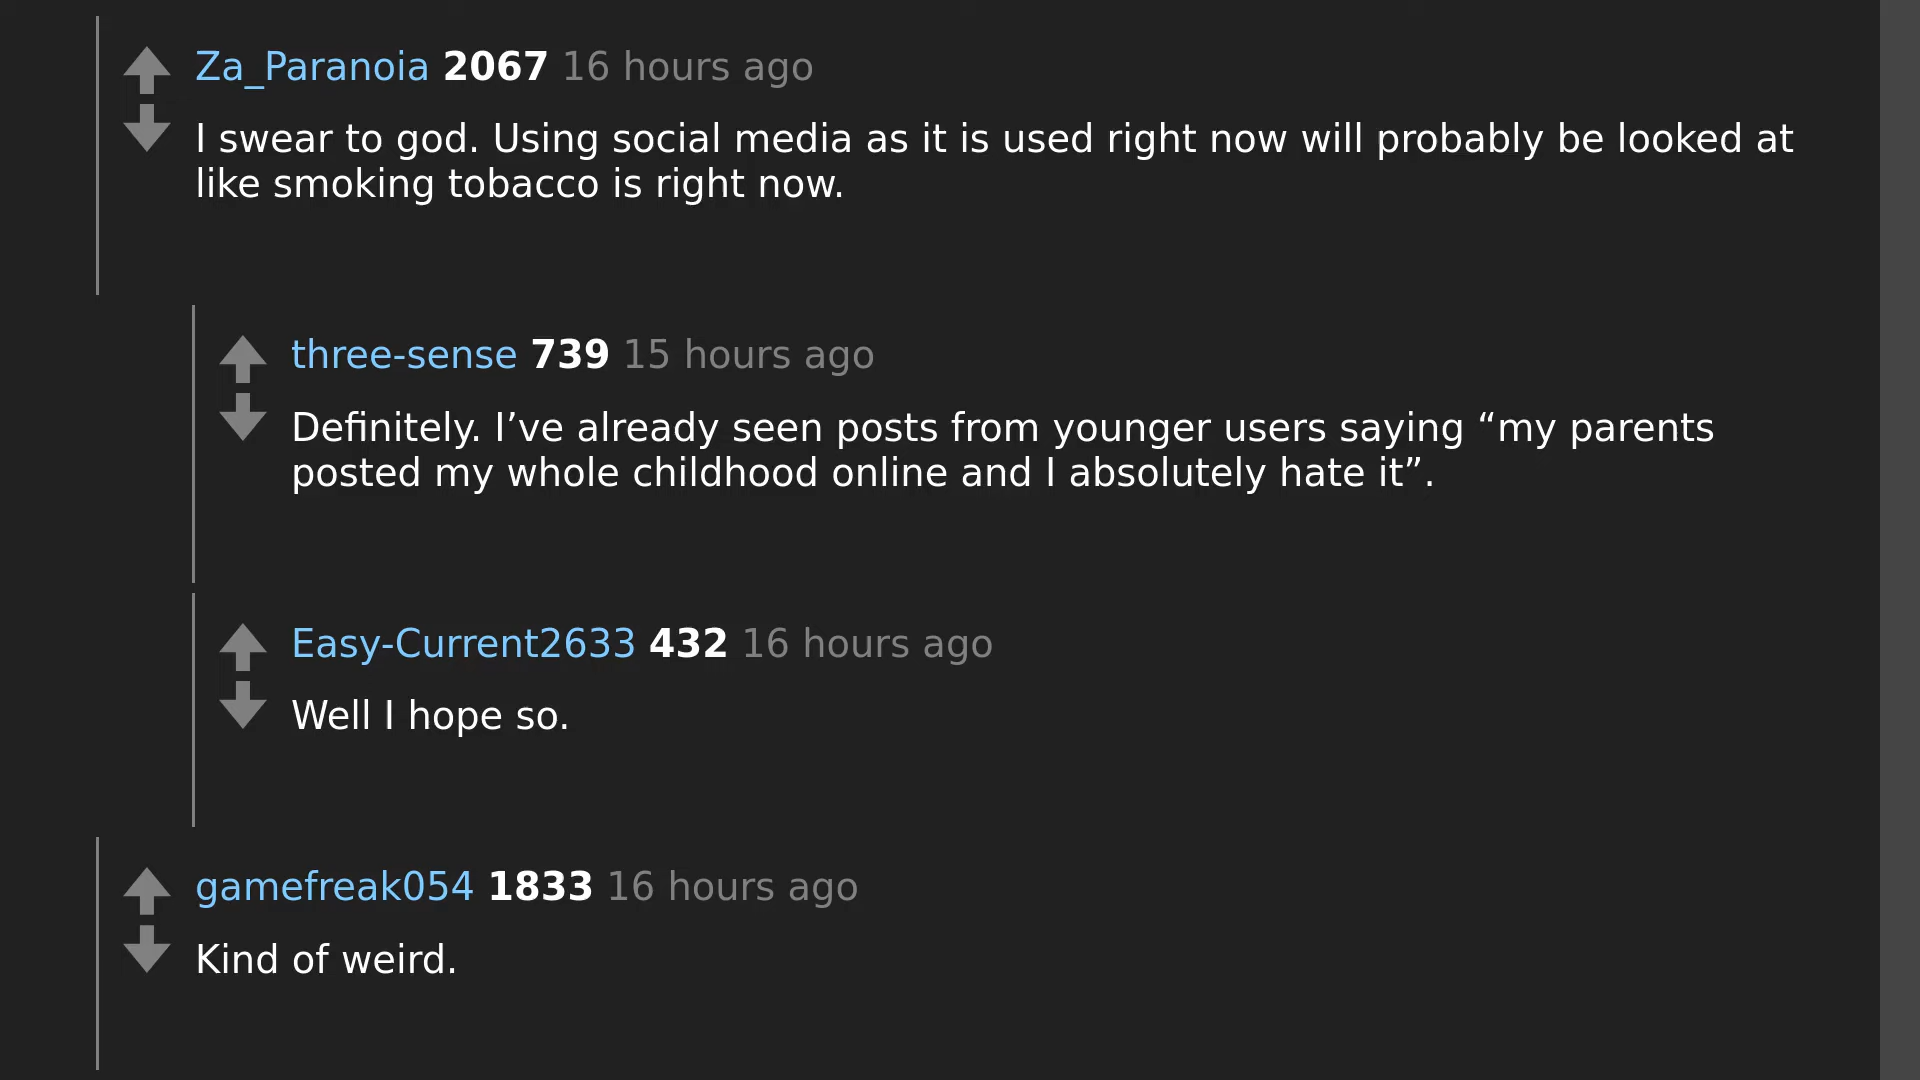 Za_Paranoia 2067 16 hours ago
I swear to god. Using social media as it is used right now will probably be looked at
like smoking tobacco is right now.
three-sense 739 15 hours ago
Definitely. I’ve already seen posts from younger users saying “my parents
posted my whole childhood online and I absolutely hate it”.
Easy-Current2633 432 16 hours ago
Well I hope so.
gamefreak054 1833 16 hours ago
Kind of weird.